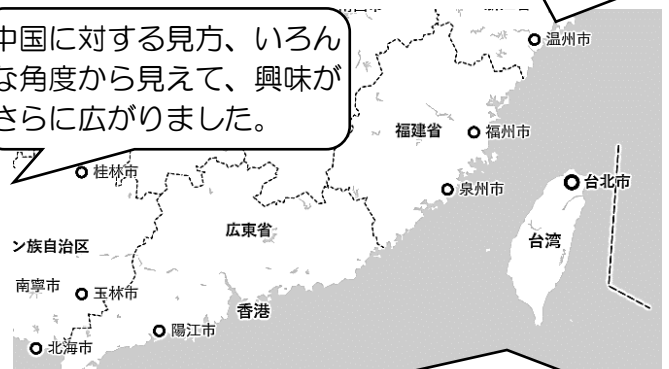 中国に対する見方、いろん
な角度から見えて、興味が
さらに広がりました。
温州市
福建省
福州市
桂林市
泉州市
台北市
広東省
台湾
ン族自治区
南寧市
玉林市
香港
陽江市
北海市